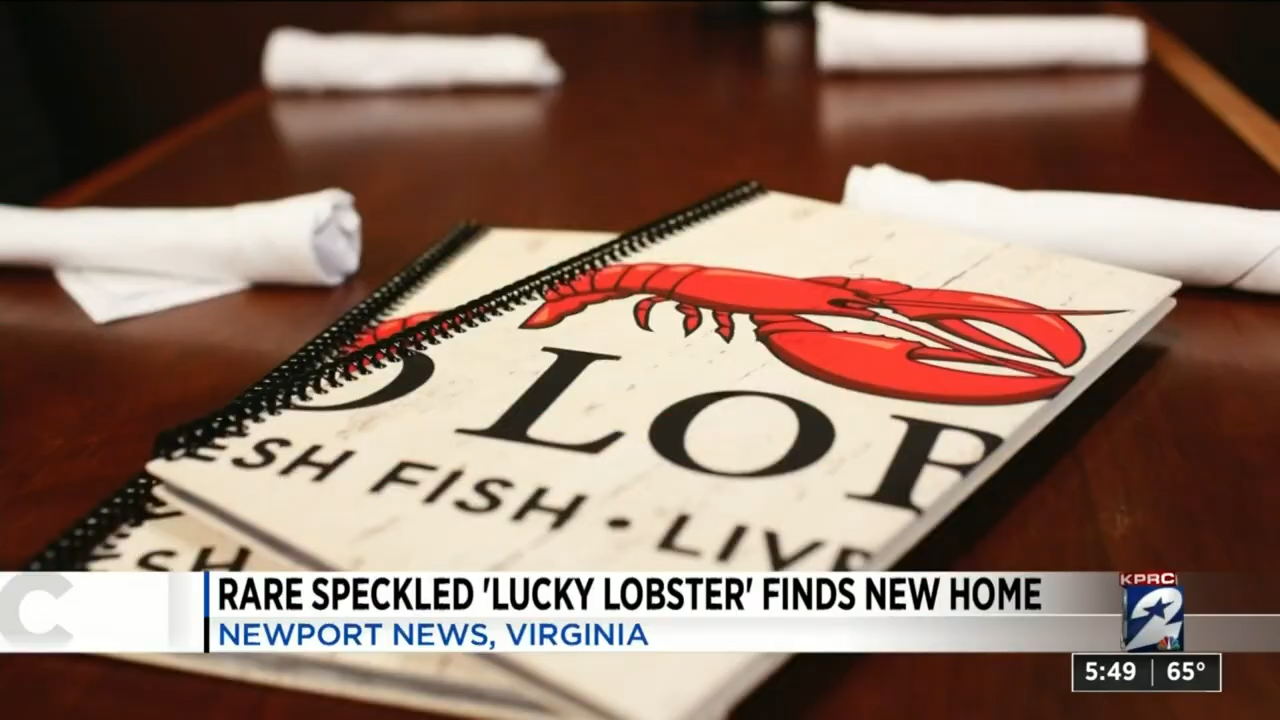 LOB
ESH FISH • LIVE
ESH
RARE SPECKLED 'LUCKY LOBSTER' FINDS NEW HOME
NEWPORT NEWS, VIRGINIA
KPRC
2
5:49 | 65°
C